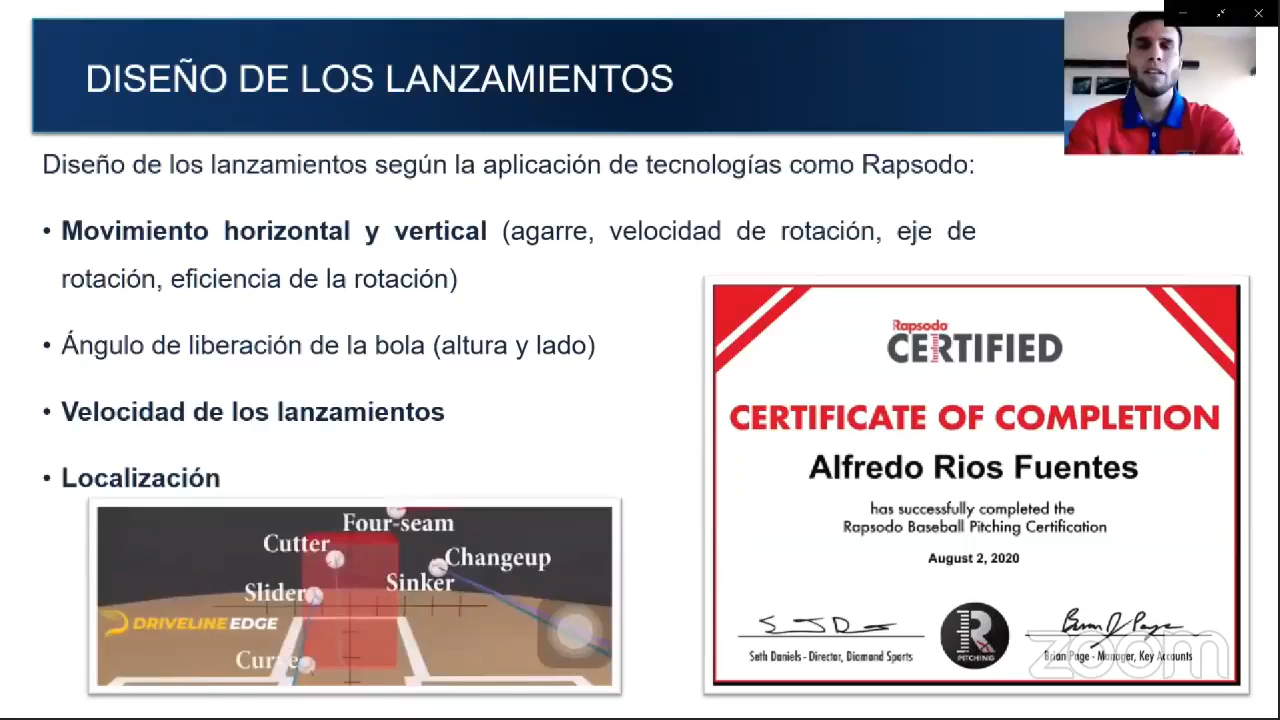 DISEÑO DE LOS LANZAMIENTOS
Diseño de los lanzamientos según la aplicación de tecnologías como Rapsodo:
• Movimiento horizontal y vertical (agarre, velocidad de rotación, eje de
rotación, eficiencia de la rotación)
• Ángulo de liberación de la bola (altura y lado)
• Velocidad de los lanzamientos
• Localización
Four-seam
Cutter
Changeup
Sinker
Slider
DRIVELINE EDGE
Curve
Rapsodo
CERTIFIED
CERTIFICATE OF COMPLETION
Alfredo Rios Fuentes
has successfully completed the
Rapsodo Baseball Pitching Certification
August 2, 2020
Seth Daniels - Director, Diamond Sports
R
PITCHING
Brian Page - Manager, Key Accounts
zoom